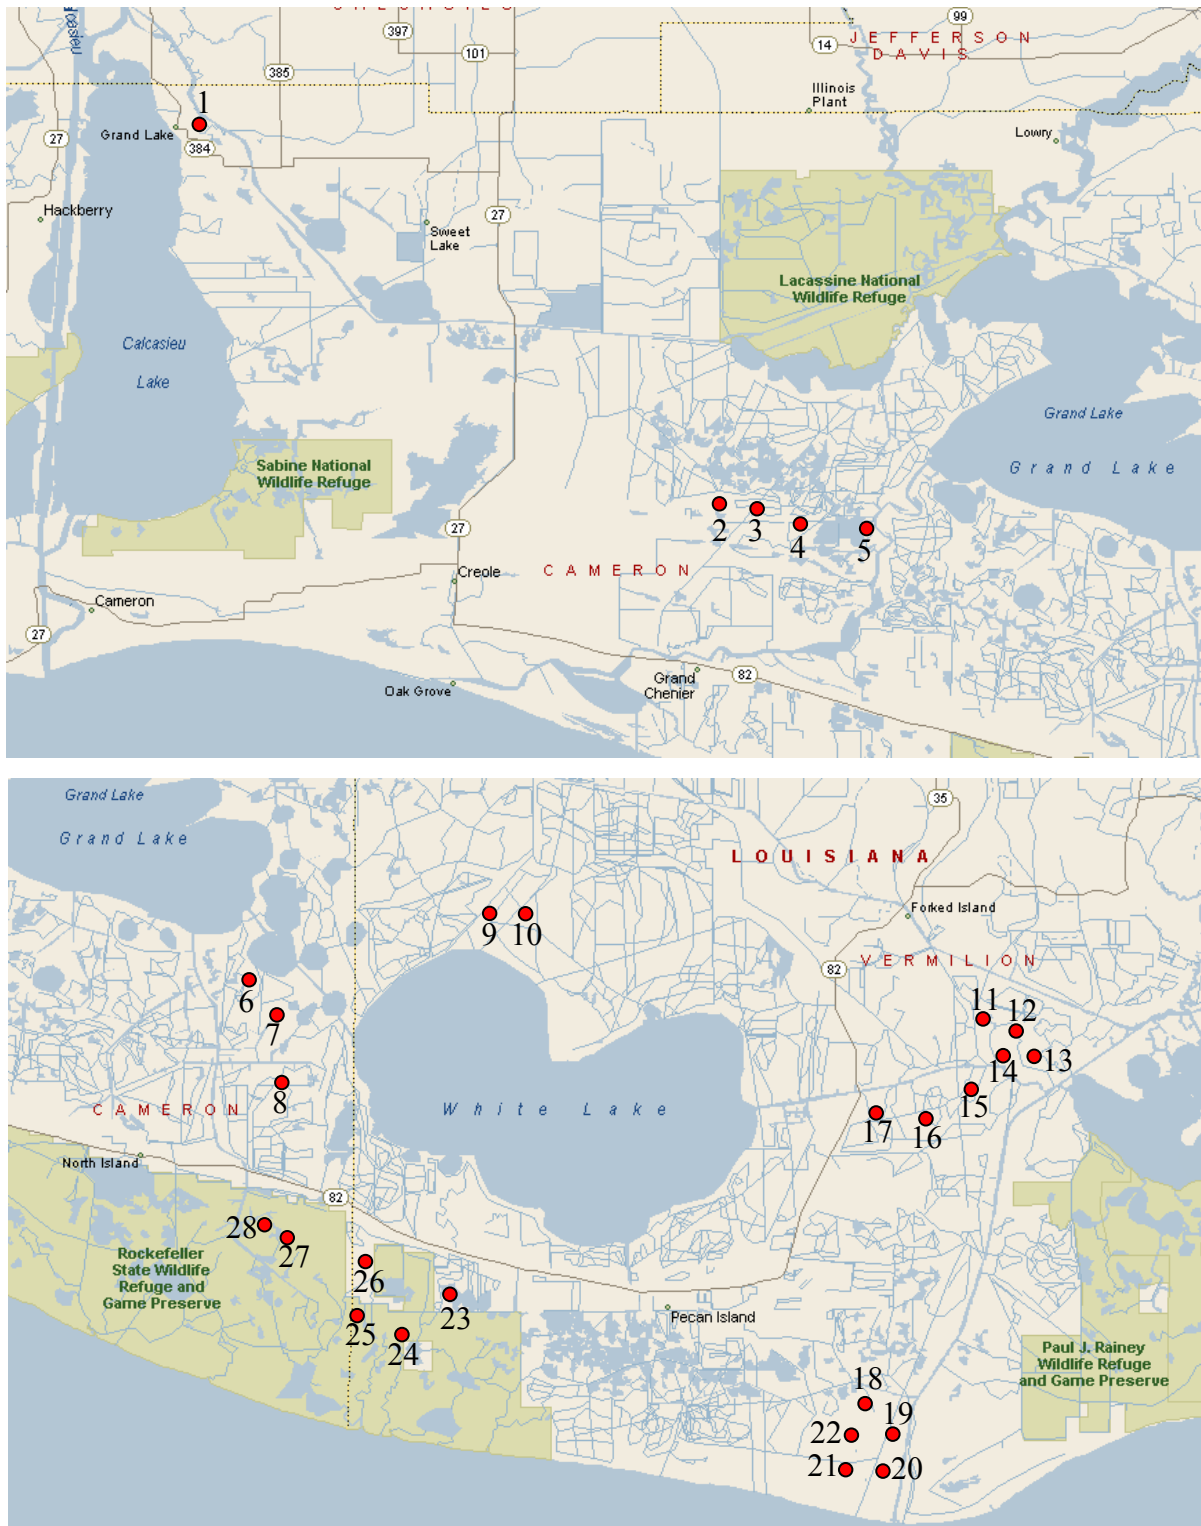 Calcasieu
397
99
101
14
JEFFERSON
DAVIS
385
Illinois
Plant
1
Grand Lake
27
384
Lowry
Hackberry
27
Sweet
Lake
Lacassine National
Wildlife Refuge
Calcasieu
Lake
Grand Lake
Grand Lake
Sabine National
Wildlife Refuge
2
3
4
5
27
CAMERON
Creole
Cameron
27
Oak Grove
Grand
Chenier
82
Grand Lake
Grand Lake
35
LOUISIANA
Forked Island
9
10
82
VERMILION
6
7
11
12
14
13
8
15
CAMERON
White Lake
17
16
North Island
82
28
27
Rockefeller
State Wildlife
Refuge and
Game Preserve
26
23
25
24
Pecan Island
Paul J. Rainey
Wildlife Refuge
and Game Preserve
18
22
19
21
20